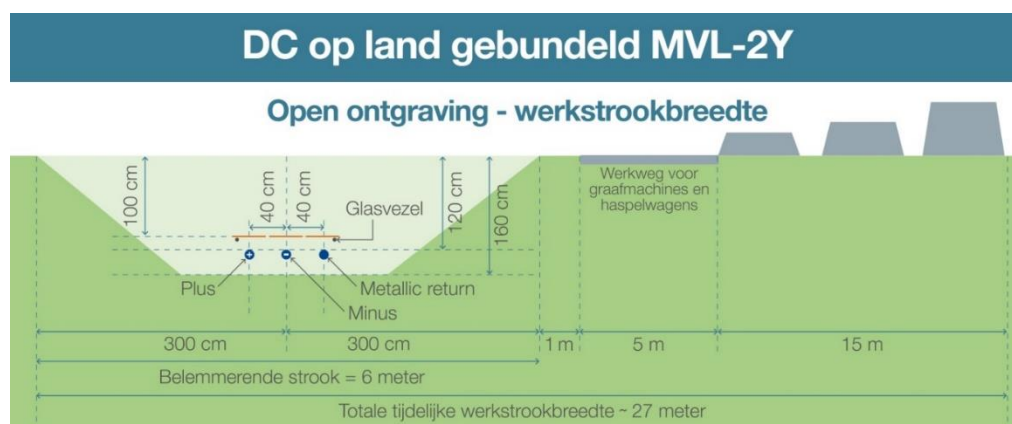 DC op land gebundeld MVL-2Y
Open ontgraving - werkstrookbreedte
Werkweg voor
graafmachines en
haspelwagens
100 cm
40 cm
40 cm
Glasvezel
120 cm
160 cm
+
-
Plus
Metallic return
Minus
300 cm
300 cm
1 m
5 m
15 m
Belemmerende strook = 6 meter
Totale tijdelijke werkstrookbreedte ~ 27 meter